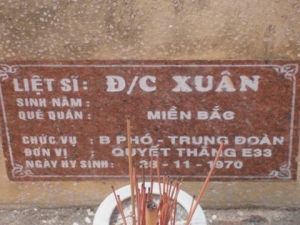 LIỆT SĨ: Đ/C XUÂN
SINH NĂM :
QUÊ QUÁN : MIỀN BẮC
CHỨC VỤ : B PHÓ - TRUNG ĐOÀN
ĐƠN VỊ : QUYẾT THẮNG E33
NGÀY HY SINH: 28 - 11 - 1970